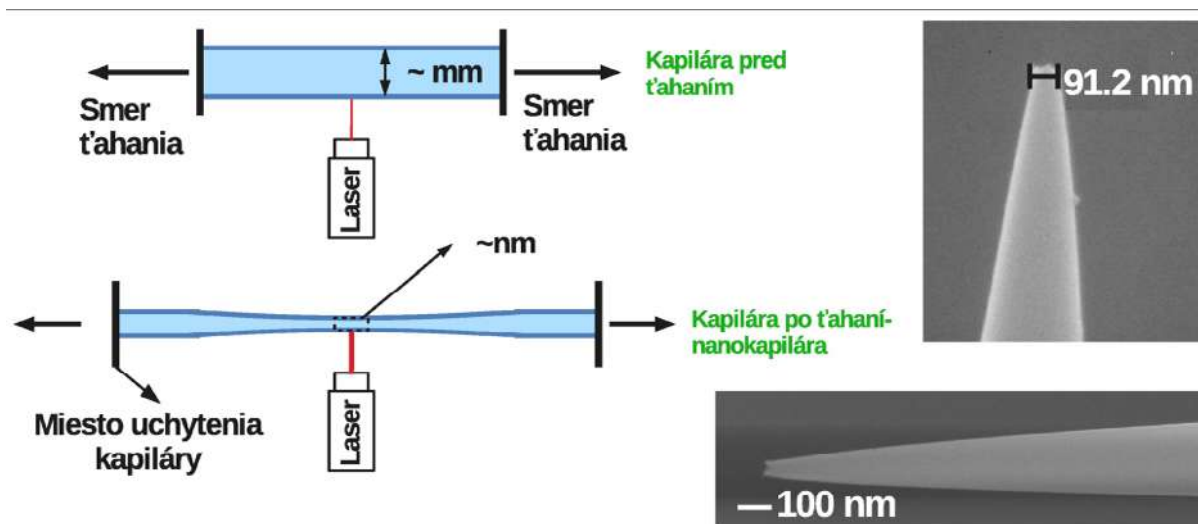 Smer
ťahania
~ mm
Smer
ťahania
Kapilára pred
ťahaním
Laser
91.2 nm
~nm
Kapilára po ťahaní-
nanokapilára
Miesto uchytenia
kapiláry
Laser
100 nm